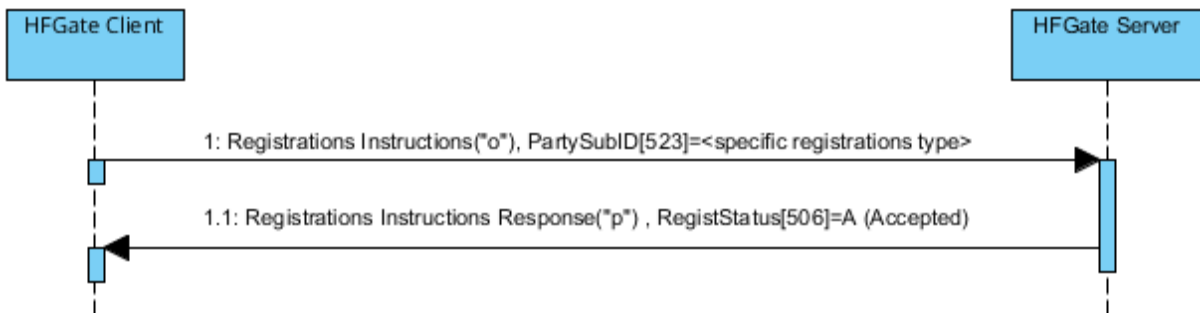 HFGate Client
HFGate Server
1: Registrations Instructions("o"), PartySubID[523]=<specific registrations type>
1.1: Registrations Instructions Response("p") , RegistStatus[506]=A (Accepted)